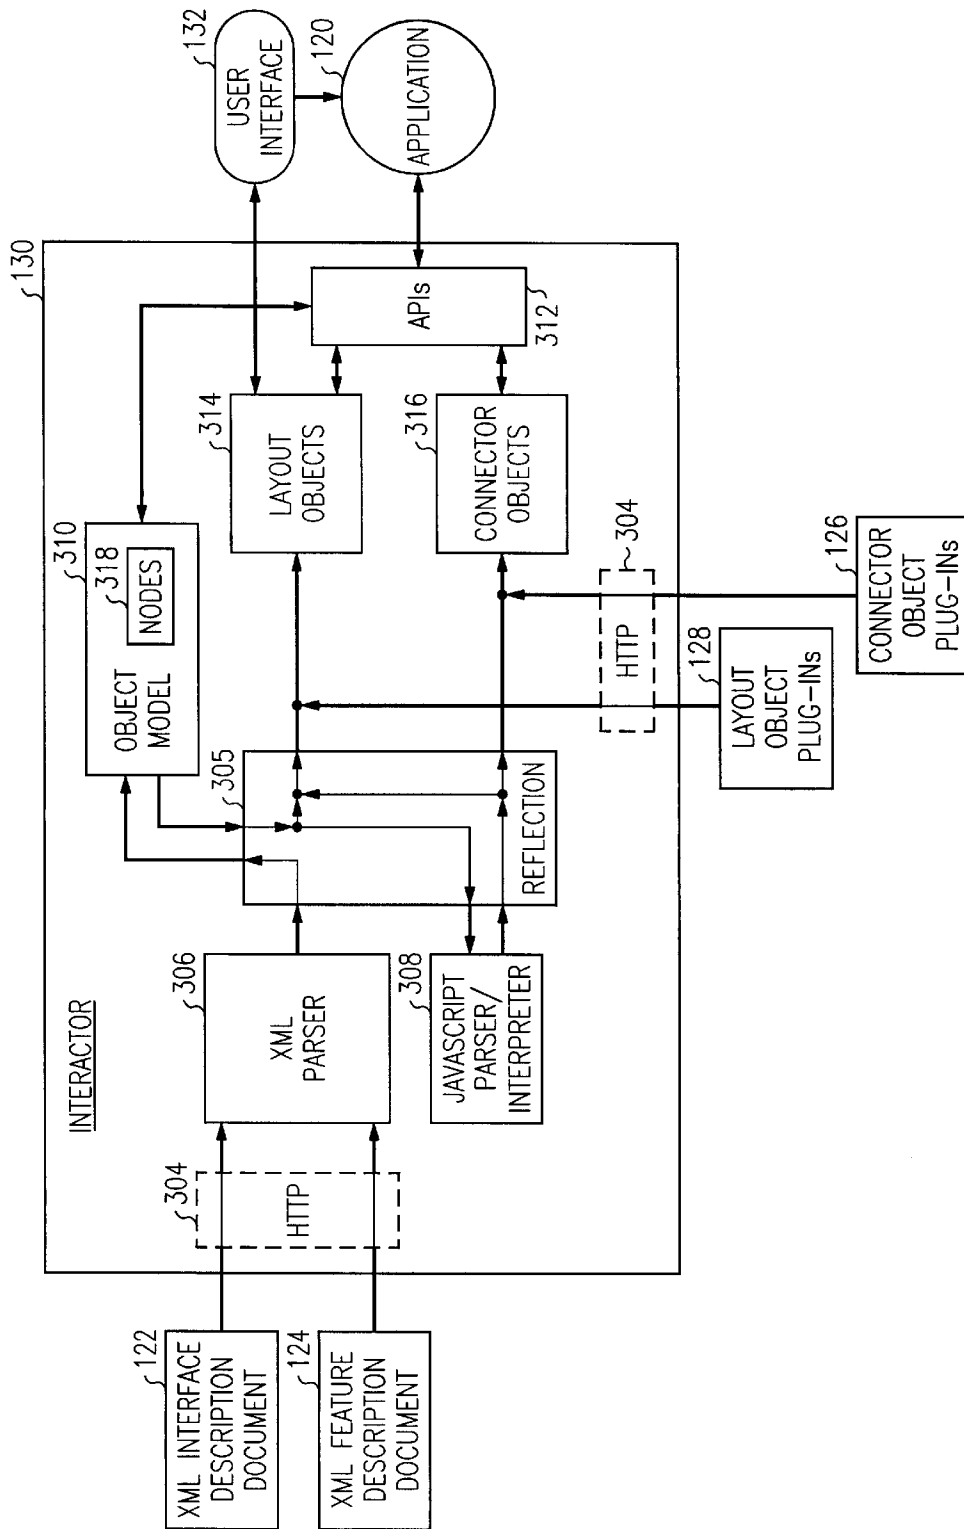 130
INTERACTOR
122
XML INTERFACE
DESCRIPTION
DOCUMENT
124
XML FEATURE
DESCRIPTION
DOCUMENT
304
HTTP
306
XML
PARSER
308
JAVASCRIPT
PARSER/
INTERPRETER
305
REFLECTION
310
318
NODES
OBJECT
MODEL
314
LAYOUT
OBJECTS
316
CONNECTOR
OBJECTS
APIs
312
132
USER
INTERFACE
120
APPLICATION
304
HTTP
128
LAYOUT
OBJECT
PLUG-INs
126
CONNECTOR
OBJECT
PLUG-INs